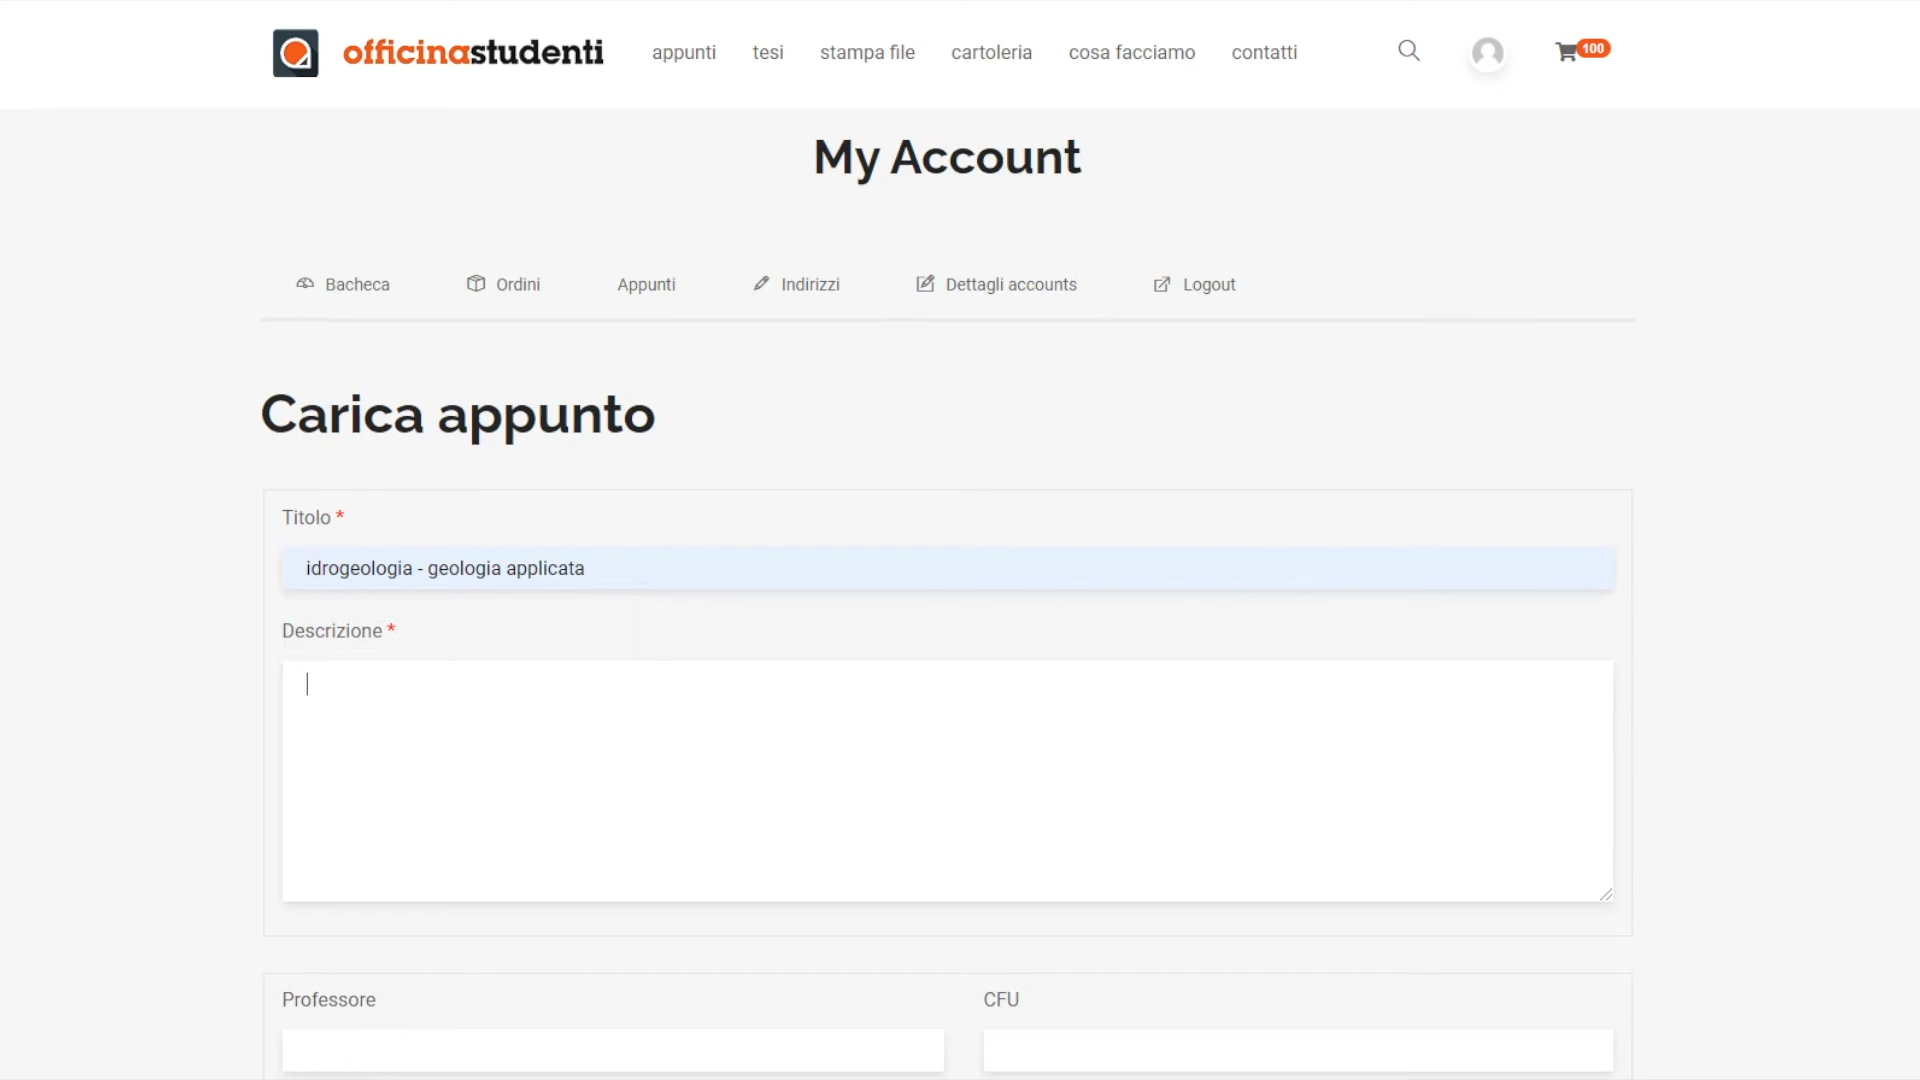 officinastudenti appunti tesi stampa file cartoleria cosa facciamo contatti 100
My Account
Bacheca Ordini Appunti Indirizzi Dettagli accounts Logout
Carica appunto
Titolo *
idrogeologia - geologia applicata
Descrizione *
Professore CFU